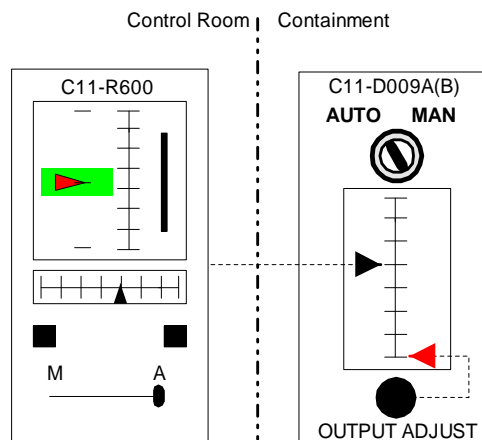 Control Room
Containment
C11-R600
C11-D009A(B)
AUTO MAN
M A
OUTPUT ADJUST